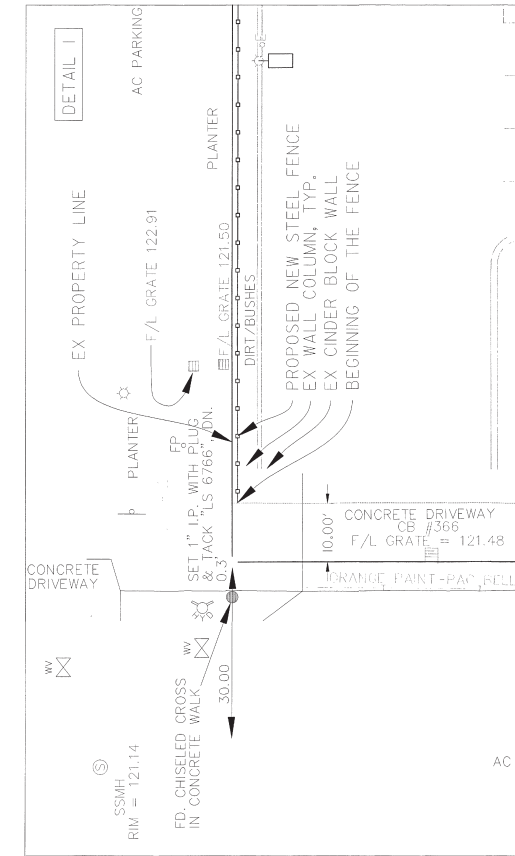 DETAIL 1
AC PARKING
EX PROPERTY LINE
PLANTER
F/L GRATE 122.91
F/L GRATE 121.50
DIRT/BUSHES
PROPOSED NEW STEEL FENCE
EX WALL COLUMN, TYP.
EX CINDER BLOCK WALL
BEGINNING OF THE FENCE
PLANTER
FP
SET 1" I.P. WITH PLUG
& TACK "LS 6766", DN.
0.3'
10.00'
CONCRETE DRIVEWAY
CB #366
F/L GRATE = 121.48
ORANGE PAINT-PAC BELL
CONCRETE
DRIVEWAY
WV
WV
30.00
FD. CHISELED CROSS
IN CONCRETE WALK
S
SSMH
RIM = 121.14
AC